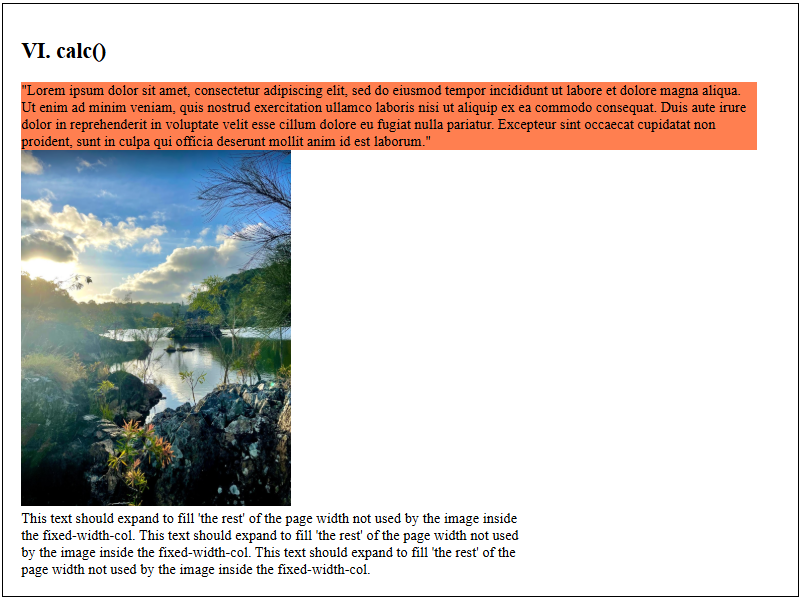 VI. calc()
"Lorem ipsum dolor sit amet, consectetur adipiscing elit, sed do eiusmod tempor incididunt ut labore et dolore magna aliqua.
Ut enim ad minim veniam, quis nostrud exercitation ullamco laboris nisi ut aliquip ex ea commodo consequat. Duis aute irure
dolor in reprehenderit in voluptate velit esse cillum dolore eu fugiat nulla pariatur. Excepteur sint occaecat cupidatat non
proident, sunt in culpa qui officia deserunt mollit anim id est laborum."
This text should expand to fill 'the rest' of the page width not used by the image inside
the fixed-width-col. This text should expand to fill 'the rest' of the page width not used
by the image inside the fixed-width-col. This text should expand to fill 'the rest' of the
page width not used by the image inside the fixed-width-col.